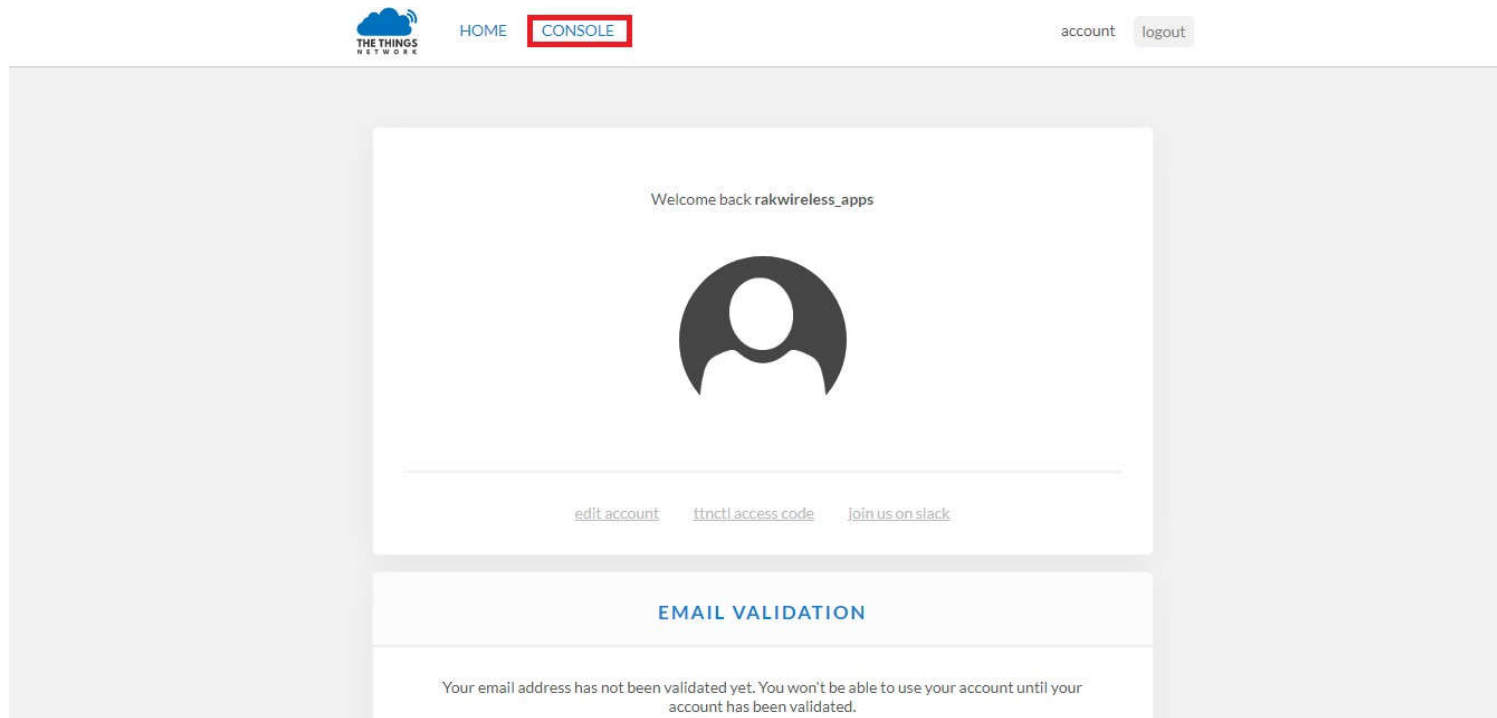 THE THINGS
NETWORK
HOME
CONSOLE
account
logout
Welcome back rakwireless_apps
edit account
ttnctl access code
join us on slack
EMAIL VALIDATION
Your email address has not been validated yet. You won't be able to use your account until your
account has been validated.